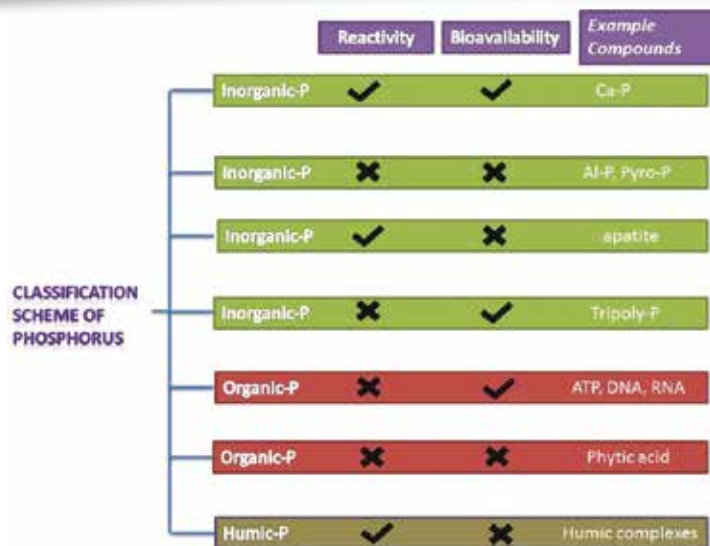 Reactivity Bioavailability Example
Compounds
Inorganic-P ✓ ✓ Ca-P
Inorganic-P ✖ ✖ Al-P, Pyro-P
Inorganic-P ✓ ✖ apatite
CLASSIFICATION
SCHEME OF
PHOSPHORUS
Inorganic-P ✖ ✓ Tripoly-P
Organic-P ✖ ✓ ATP, DNA, RNA
Organic-P ✖ ✖ Phytic acid
Humic-P ✓ ✖ Humic complexes